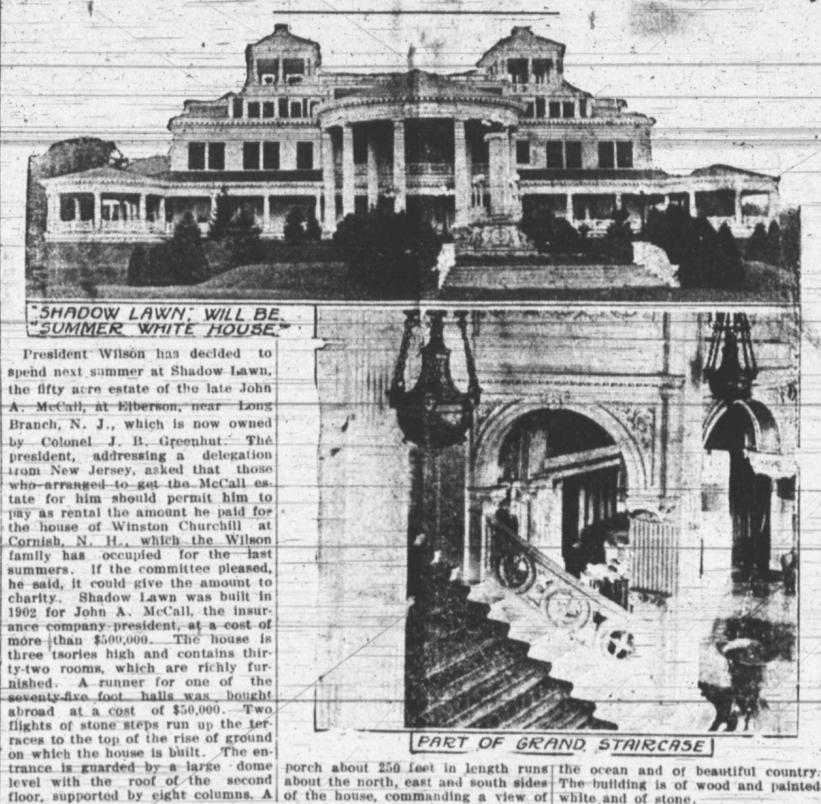 "SHADOW LAWN," WILL BE
"SUMMER WHITE HOUSE."
President Wilson has decided to
spend next summer at Shadow Lawn,
the fifty acre estate of the late John
A. McCall, at Elberson, near Long
Branch, N. J., which is now owned
by Colonel J. B. Greenhut. The
president, addressing a delegation
from New Jersey, asked that those
who arranged to get the McCall es-
tate for him should permit him to
pay as rental the amount he paid for
the house of Winston Churchill at
Cornish, N. H., which the Wilson
family has occupied for the last
summers. If the committee pleased,
he said, it could give the amount to
charity. Shadow Lawn was built in
1902 for John A. McCall, the insur-
ance company president, at a cost of
more than $500,000. The house is
three tsories high and contains thir-
ty-two rooms, which are richly fur-
nished. A runner for one of the
seventy-five foot halls was bought
abroad at a cost of $50,000. Two
flights of stone steps run up the ter-
races to the top of the rise of ground
on which the house is built. The en-
trance is guarded by a large dome
level with the roof of the second
floor, supported by eight columns. A
PART OF GRAND STAIRCASE
porch about 250 feet in length runs
about the north, east and south sides
of the house, commanding a view of
the ocean and of beautiful country.
The building is of wood and painted
white and of stone.